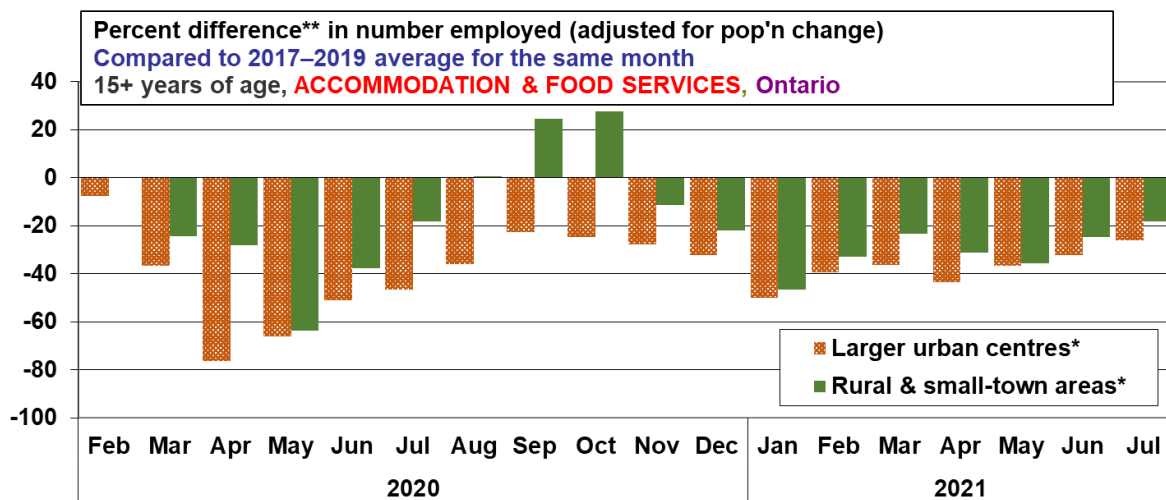 Percent difference** in number employed (adjusted for pop'n change)
Compared to 2017–2019 average for the same month
15+ years of age, ACCOMMODATION & FOOD SERVICES, Ontario
40
20
0
-20
-40
-60
-80
-100
Larger urban centres*
Rural & small-town areas*
Feb Mar Apr May Jun Jul Aug Sep Oct Nov Dec Jan Feb Mar Apr May Jun Jul
2020 2021